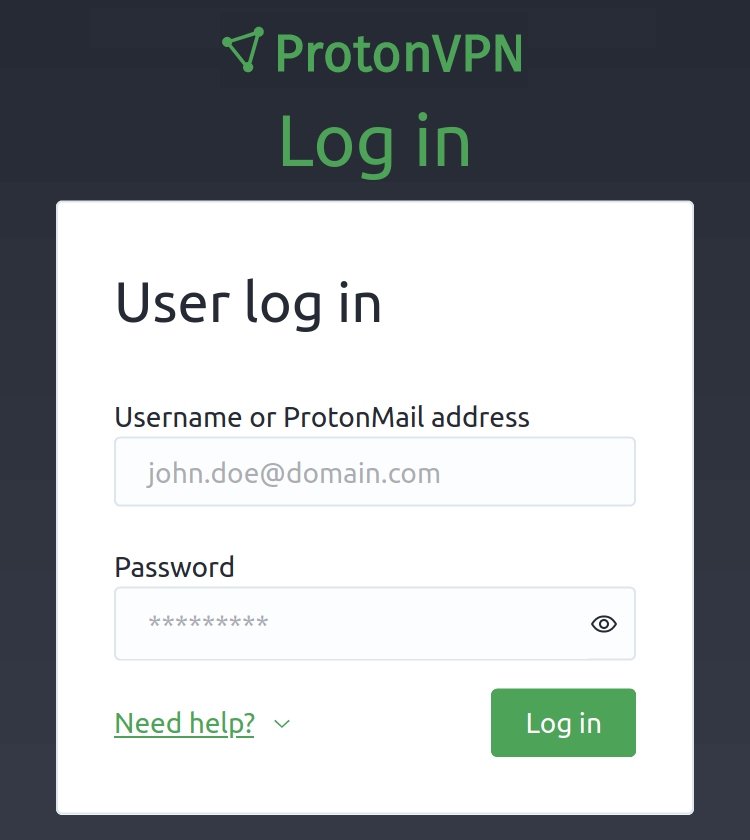 ProtonVPN
Log in
User log in
Username or ProtonMail address
john.doe@domain.com
Password
*********
Need help?
Log in